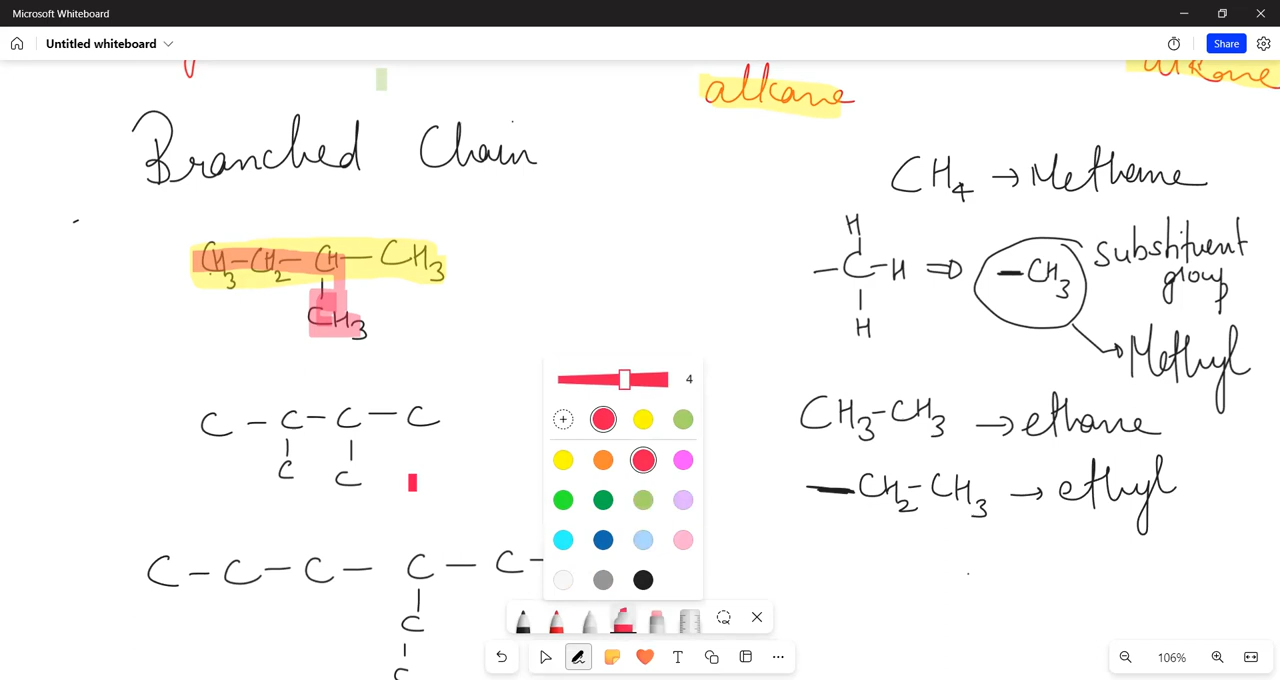 Microsoft Whiteboard
Untitled whiteboard
Share
alkane
alkane
Branched Chain
CH4 → Methane
CH3-CH2-CH-CH3
CH3
H
-C-H ⇒ -CH3
H
substituent
group
Methyl
C-C-C-C
C C
CH3-CH3 → ethane
-CH2-CH3 → ethyl
C-C-C-C-C-
C
C
4
106%